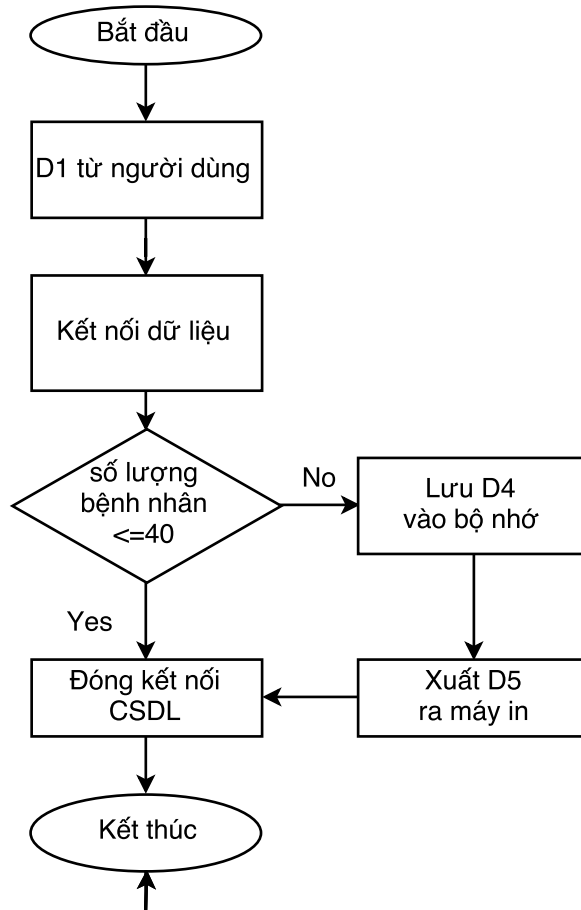 Bắt đầu
D1 từ người dùng
Kết nối dữ liệu
số lượng
bệnh nhân
<=40
No
Lưu D4
vào bộ nhớ
Yes
Đóng kết nối
CSDL
Xuất D5
ra máy in
Kết thúc